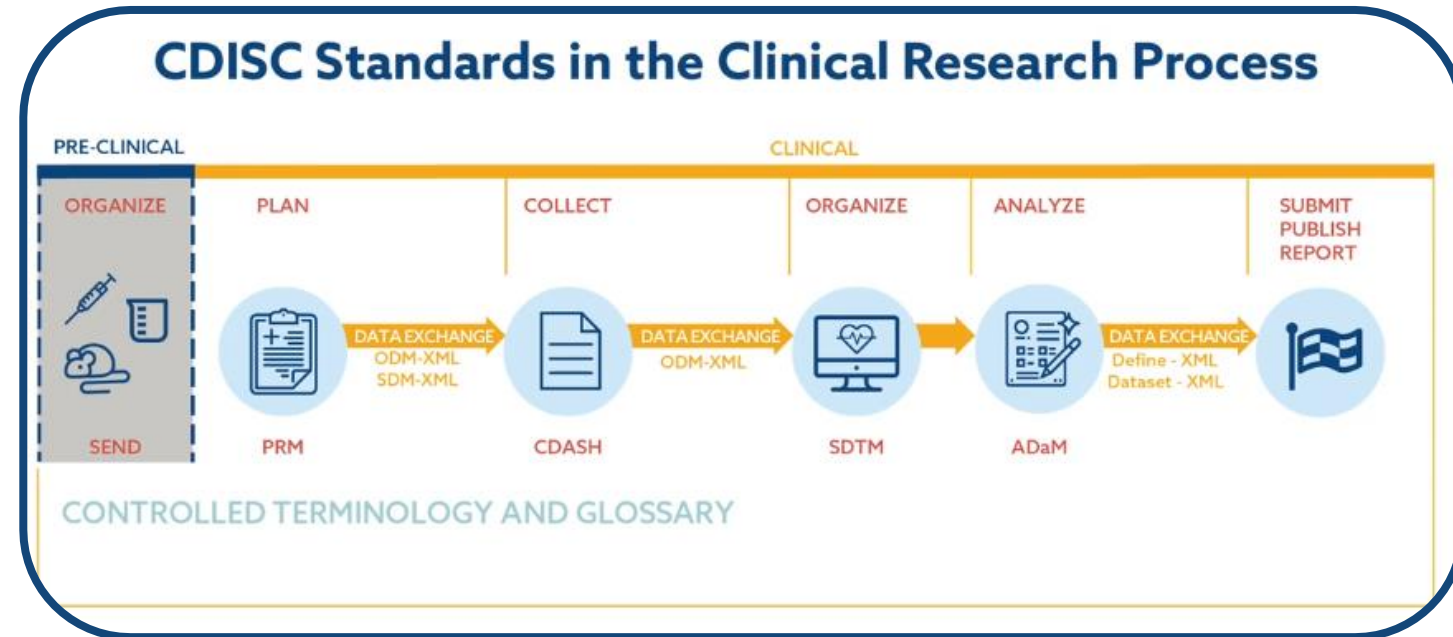 CDISC Standards in the Clinical Research Process
PRE-CLINICAL
CLINICAL
ORGANIZE
PLAN
COLLECT
ORGANIZE
ANALYZE
SUBMIT
PUBLISH
REPORT
DATA EXCHANGE
ODM-XML
SDM-XML
DATA EXCHANGE
ODM-XML
DATA EXCHANGE
Define - XML
Dataset - XML
SEND
PRM
CDASH
SDTM
ADaM
CONTROLLED TERMINOLOGY AND GLOSSARY